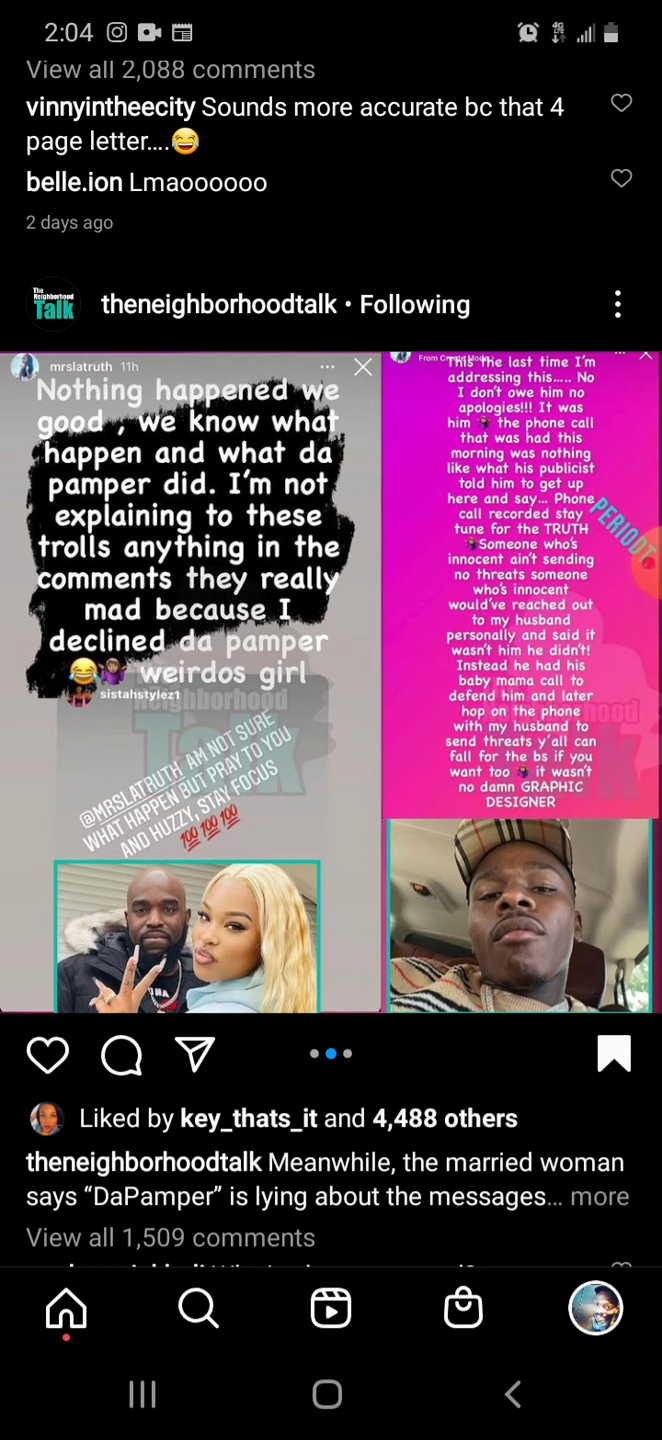 2:04
4G
LTE
View all 2,088 comments
vinnyintheecity Sounds more accurate bc that 4
page letter....😂
belle.ion Lmaoooooo
2 days ago
The
Neighborhood
Talk
theneighborhoodtalk • Following
mrslatruth 11h
Nothing happened we
good , we know what
happen and what da
pamper did. I'm not
explaining to these
trolls anything in the
comments they really
mad because I
declined da pamper
😂🤷🏾‍♀️ weirdos girl
sistahstylez1
Neighborhood
Talk
@MRSLATRUTH AM NOT SURE
WHAT HAPPEN BUT PRAY TO YOU
AND HUZZY, STAY FOCUS
💯💯💯
From Create Mode
This the last time I'm
addressing this..... No
I don't owe him no
apologies!!! It was
him 🤷🏾‍♀️ the phone call
that was had this
morning was nothing
like what his publicist
told him to get up
here and say... Phone
call recorded stay
tune for the TRUTH
🤷🏾‍♀️Someone who's
innocent ain't sending
no threats someone
who's innocent
would've reached out
to my husband
personally and said it
wasn't him he didn't!
Instead he had his
baby mama call to
defend him and later
hop on the phone
with my husband to
send threats y'all can
fall for the bs if you
want too 🤷🏾‍♀️ it wasn't
no damn GRAPHIC
DESIGNER
PERIODT
Liked by key_thats_it and 4,488 others
theneighborhoodtalk Meanwhile, the married woman
says “DaPamper” is lying about the messages... more
View all 1,509 comments